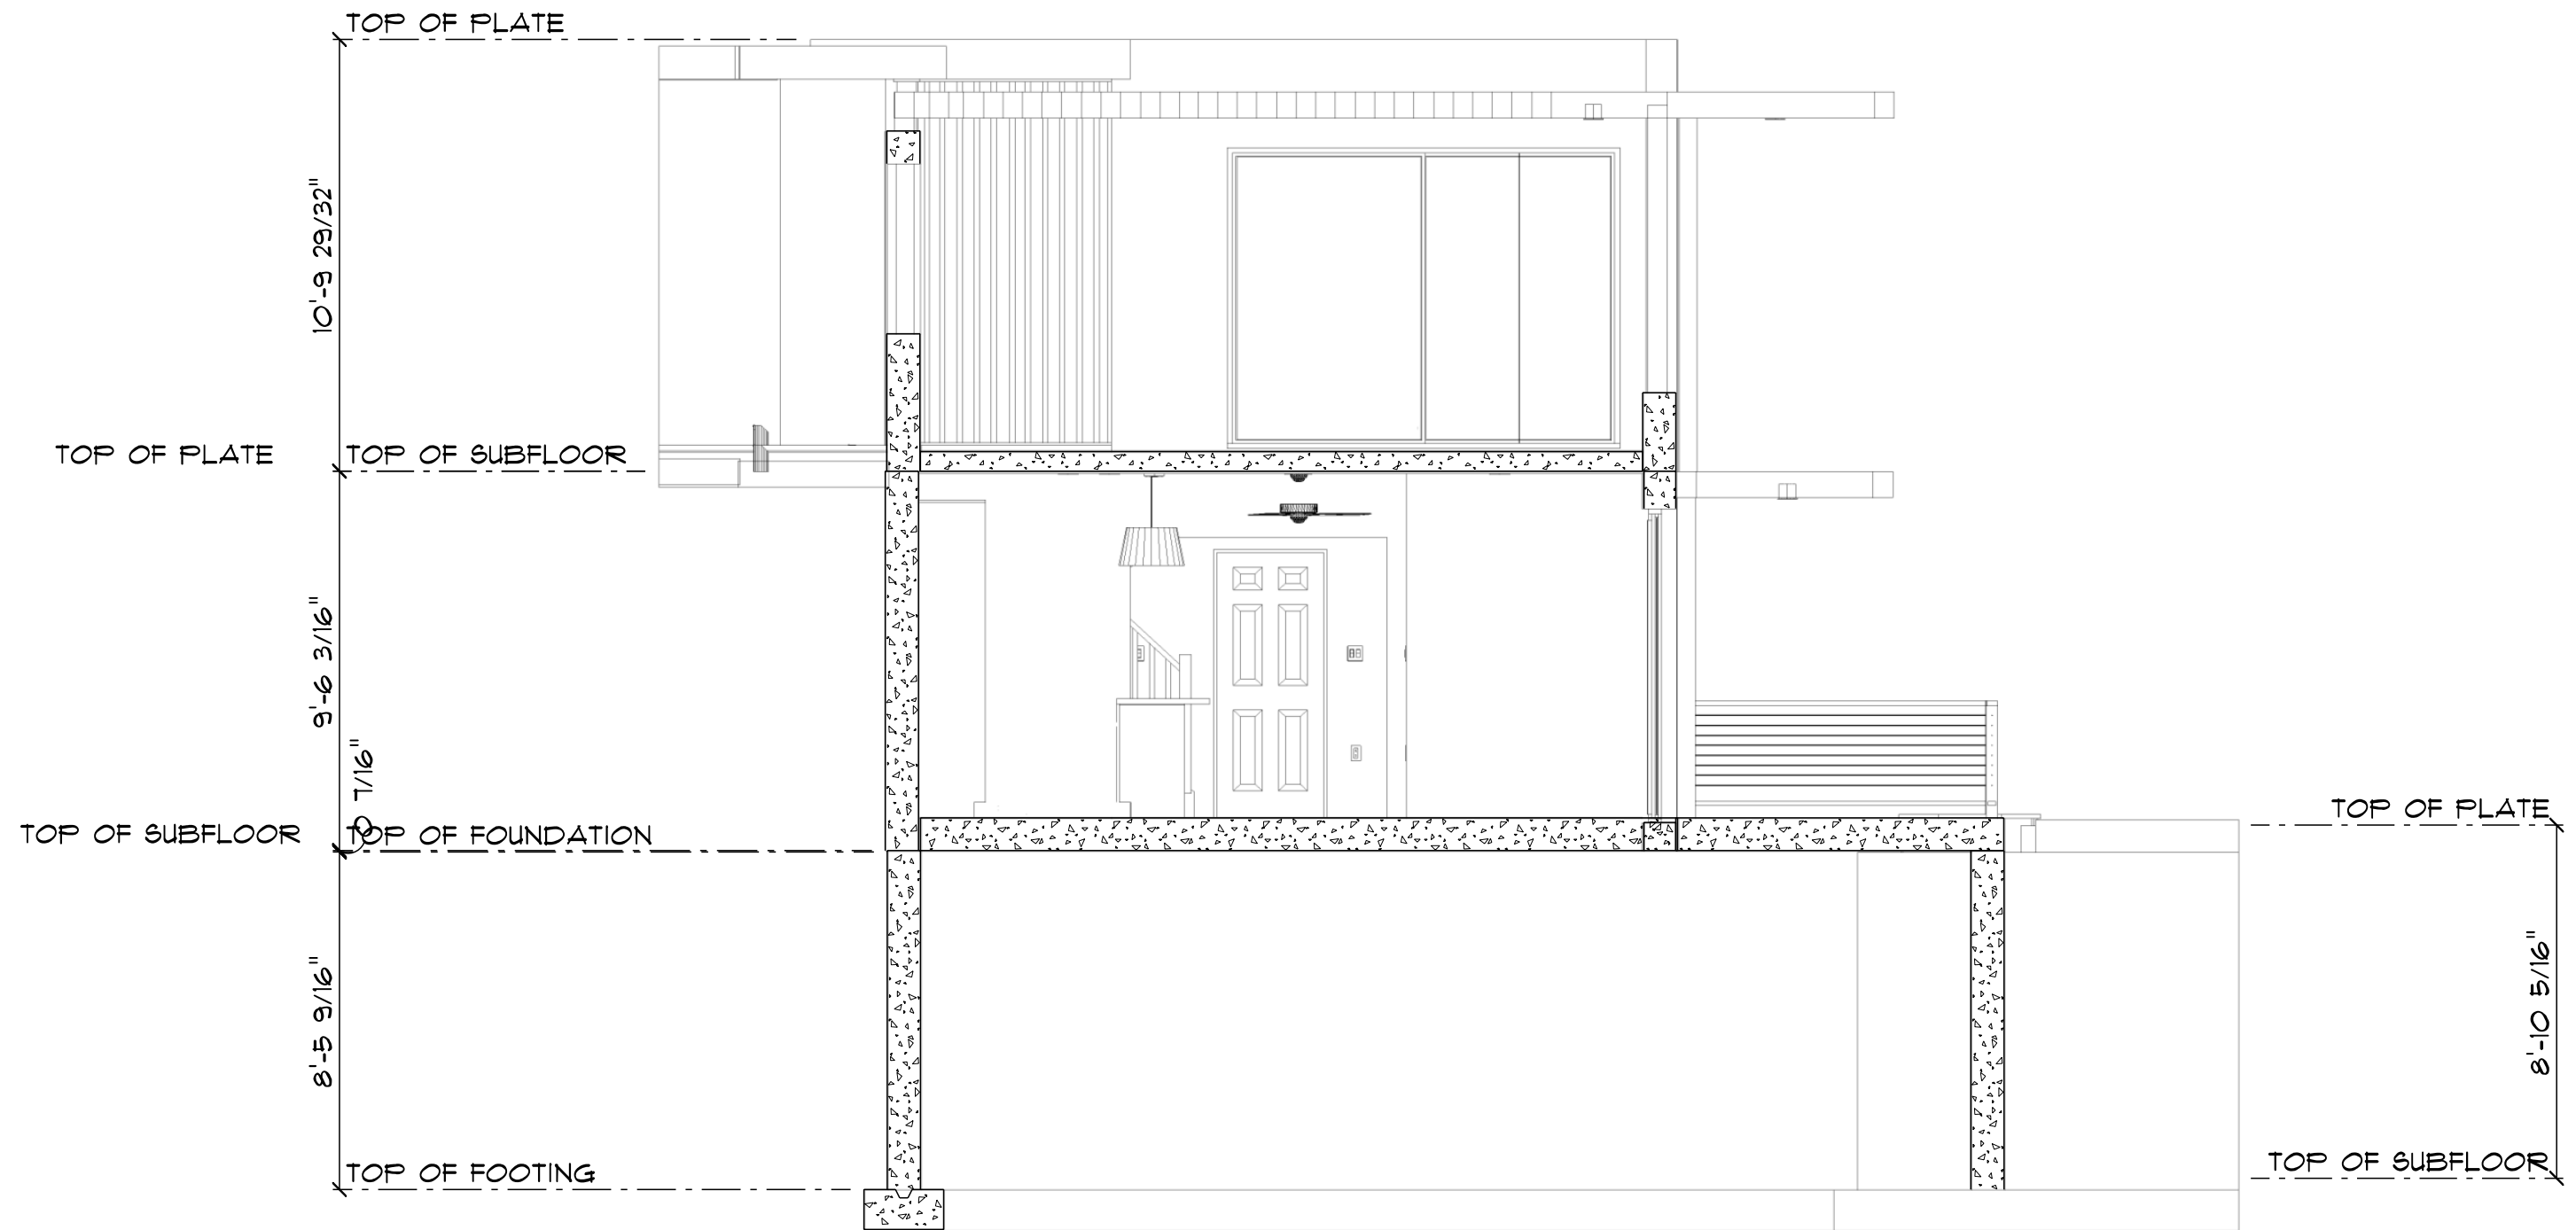 TOP OF PLATE
10'-9 29/32"
TOP OF PLATE
TOP OF SUBFLOOR
9'-6 3/16"
7/16"
TOP OF SUBFLOOR
TOP OF FOUNDATION
TOP OF PLATE
8'-5 9/16"
8'-10 5/16"
TOP OF FOOTING
TOP OF SUBFLOOR